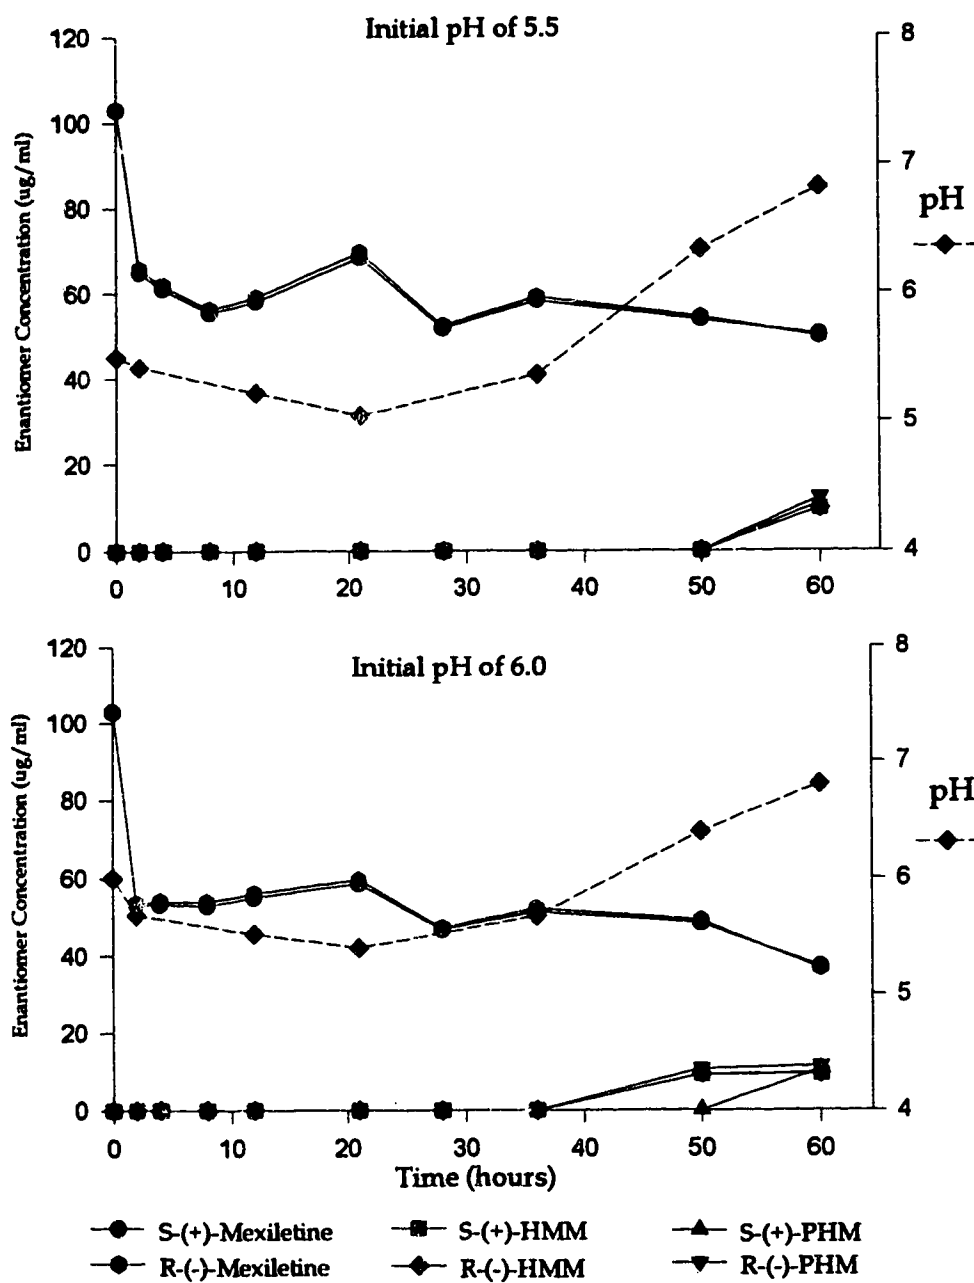 Initial pH of 5.5
120
100
80
60
40
20
0
Enantiomer Concentration (ug/ml)
8
7
6
5
4
pH
0 10 20 30 40 50 60
Initial pH of 6.0
120
100
80
60
40
20
0
Enantiomer Concentration (ug/ml)
8
7
6
5
4
pH
0 10 20 30 40 50 60
Time (hours)
S-(+)-Mexiletine S-(+)-HMM S-(+)-PHM
R-(-)-Mexiletine R-(-)-HMM R-(-)-PHM